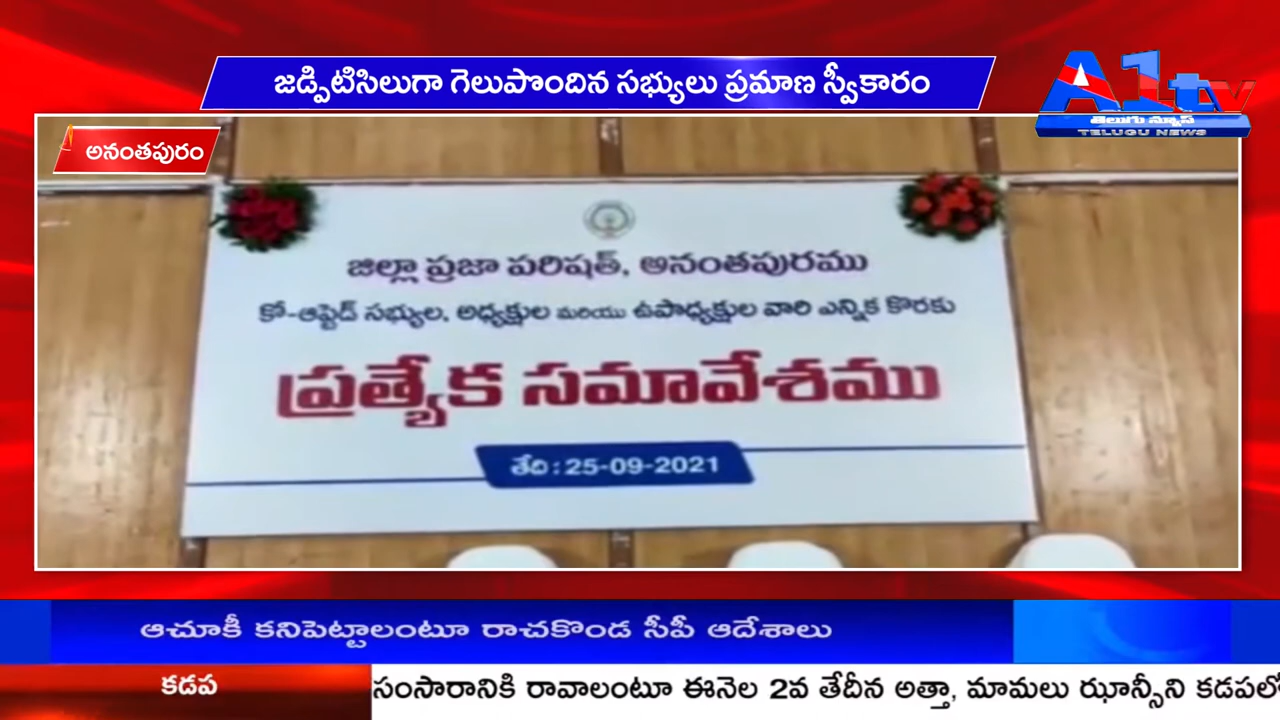 జడ్పిటిసిలుగా గెలుపొందిన సభ్యులు ప్రమాణ స్వీకారం
A1tv
తెలుగు న్యూస్
TELUGU NEWS
అనంతపురం
జిల్లా ప్రజా పరిషత్, అనంతపురము
కో-ఆప్టెడ్ సభ్యుల, అధ్యక్షుల మరియు ఉపాధ్యక్షుల వారి ఎన్నిక కొరకు
ప్రత్యేక సమావేశము
తేది : 25-09-2021
ఆచూకీ కనిపెట్టాలంటూ రాచకొండ సీపీ ఆదేశాలు
కడప
సంసారానికి రావాలంటూ ఈనెల 2వ తేదీన అత్తా, మామలు ఝాన్సీని కడపలో